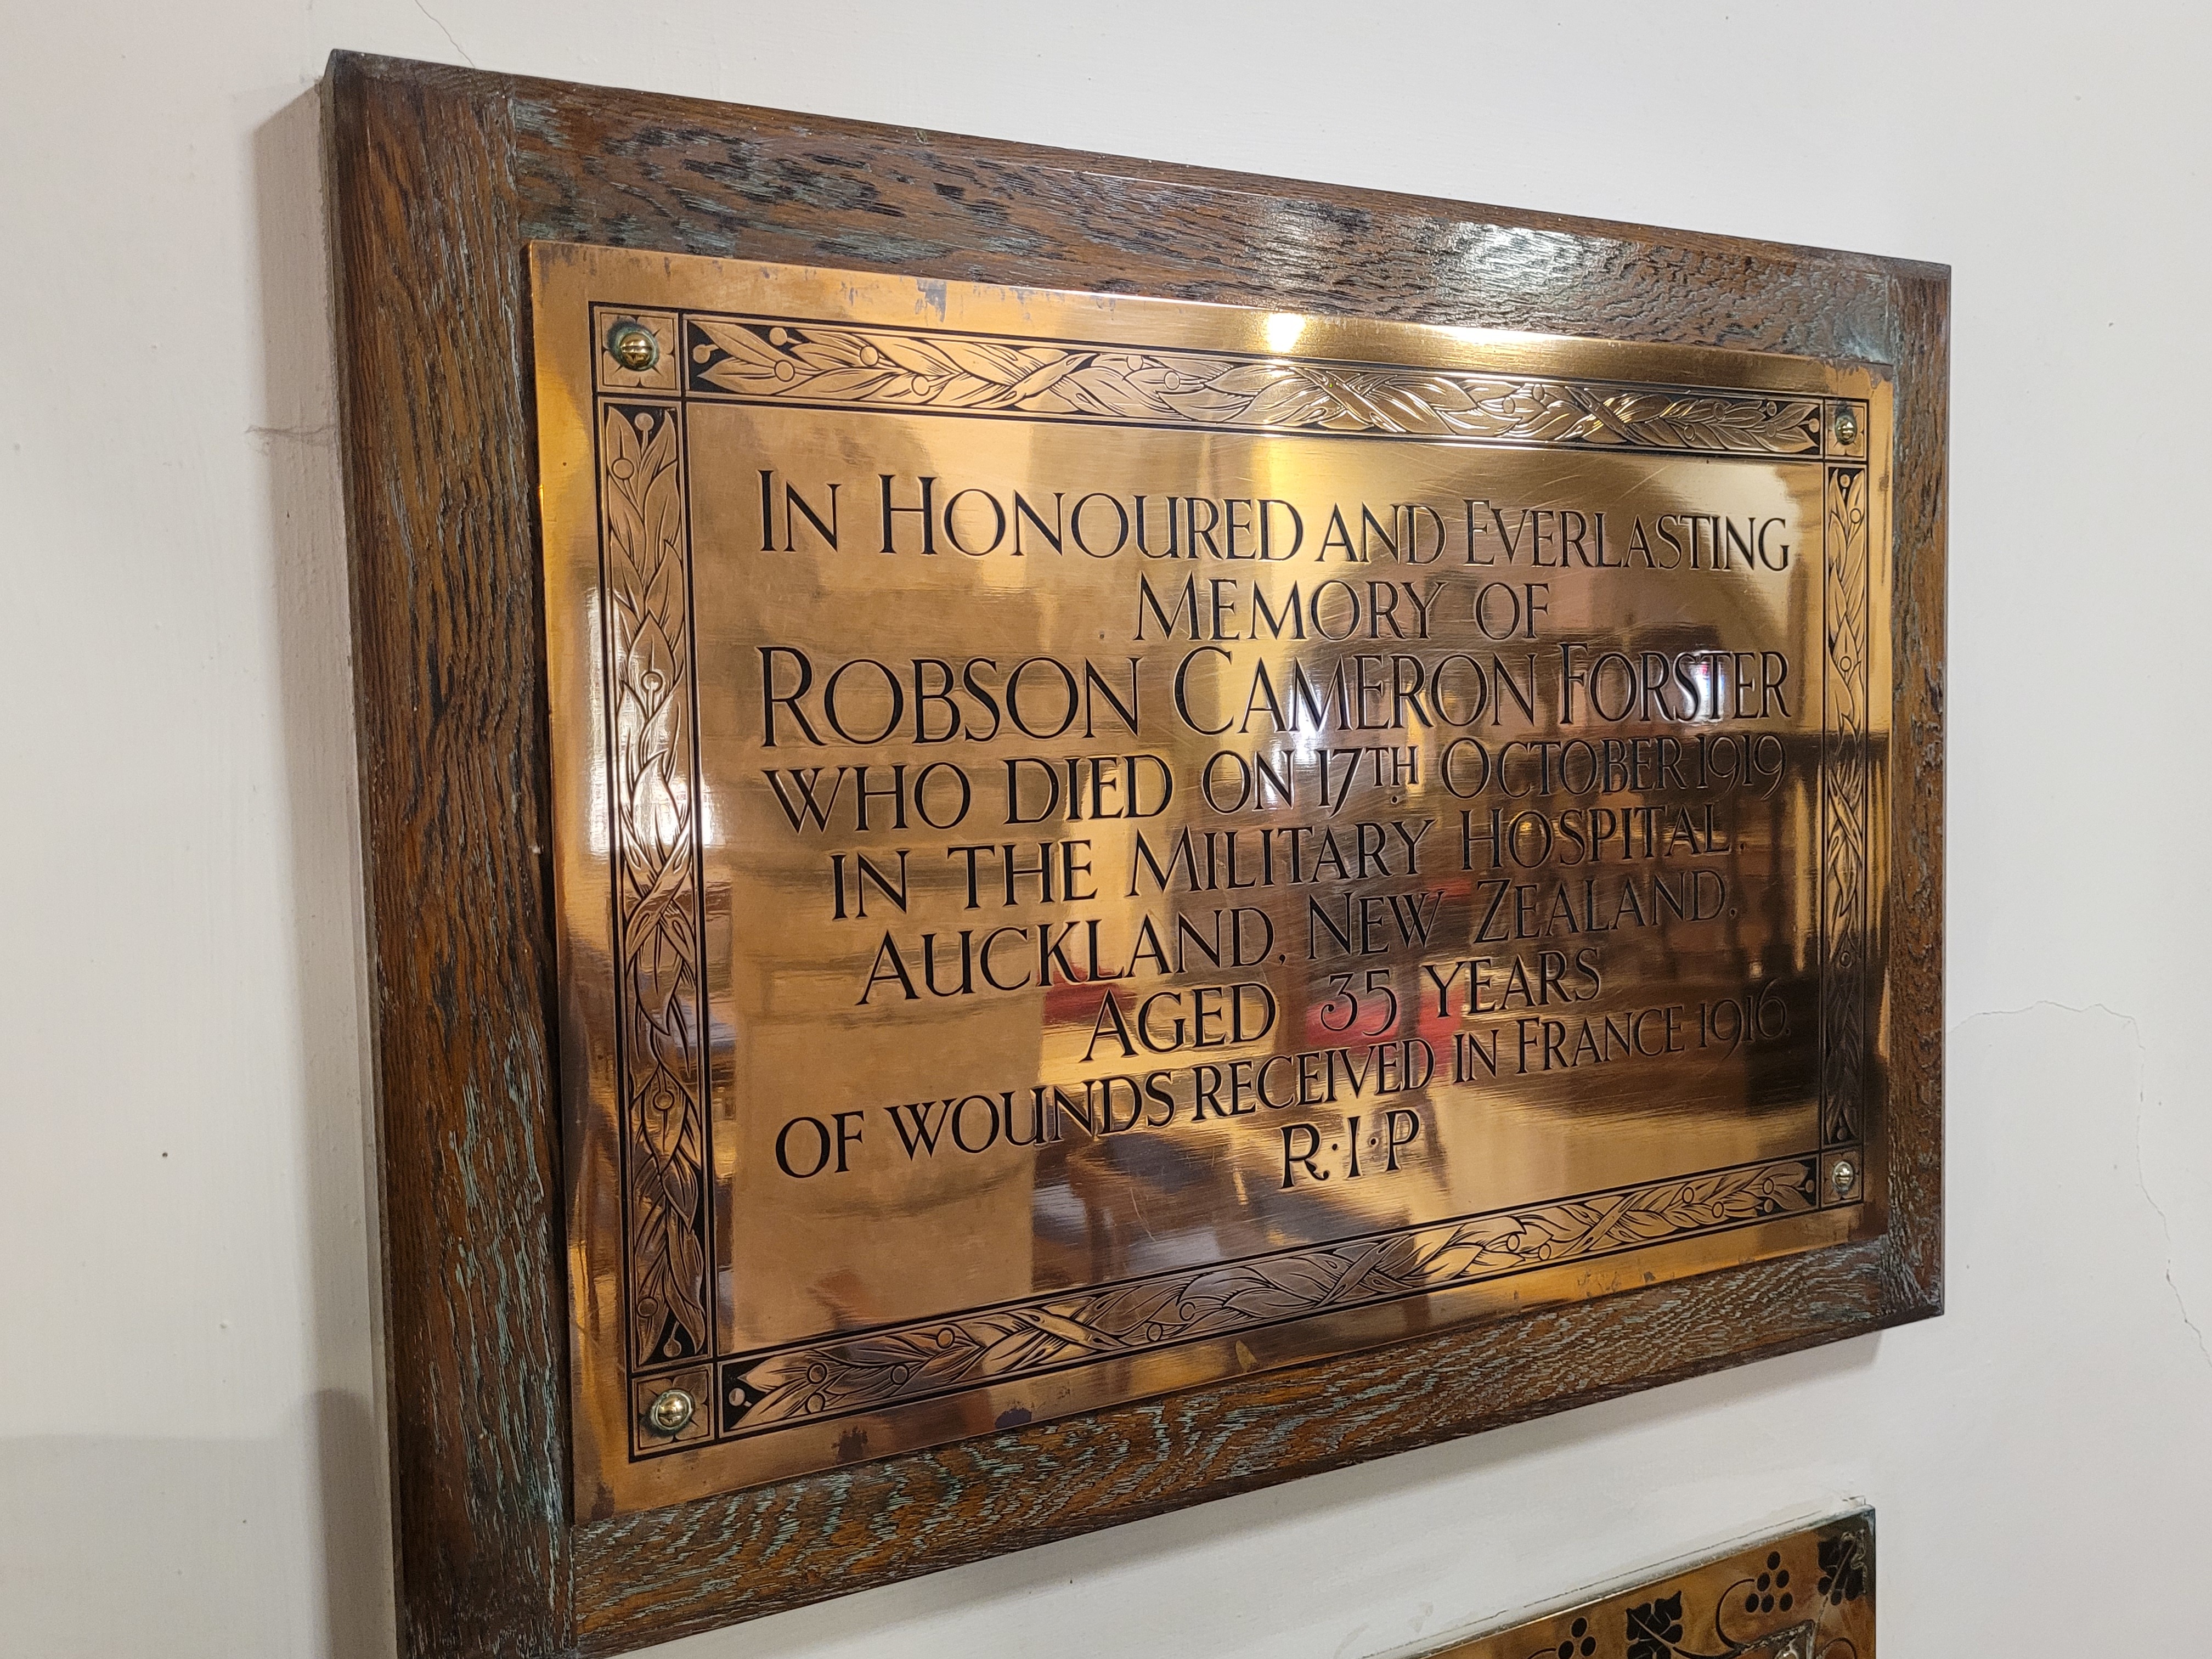 IN HONOURED AND EVERLASTING
MEMORY OF
ROBSON CAMERON FORSTER
WHO DIED ON 17TH OCTOBER 1919
IN THE MILITARY HOSPITAL,
AUCKLAND, NEW ZEALAND,
AGED 35 YEARS
OF WOUNDS RECEIVED IN FRANCE 1916.
R·I·P